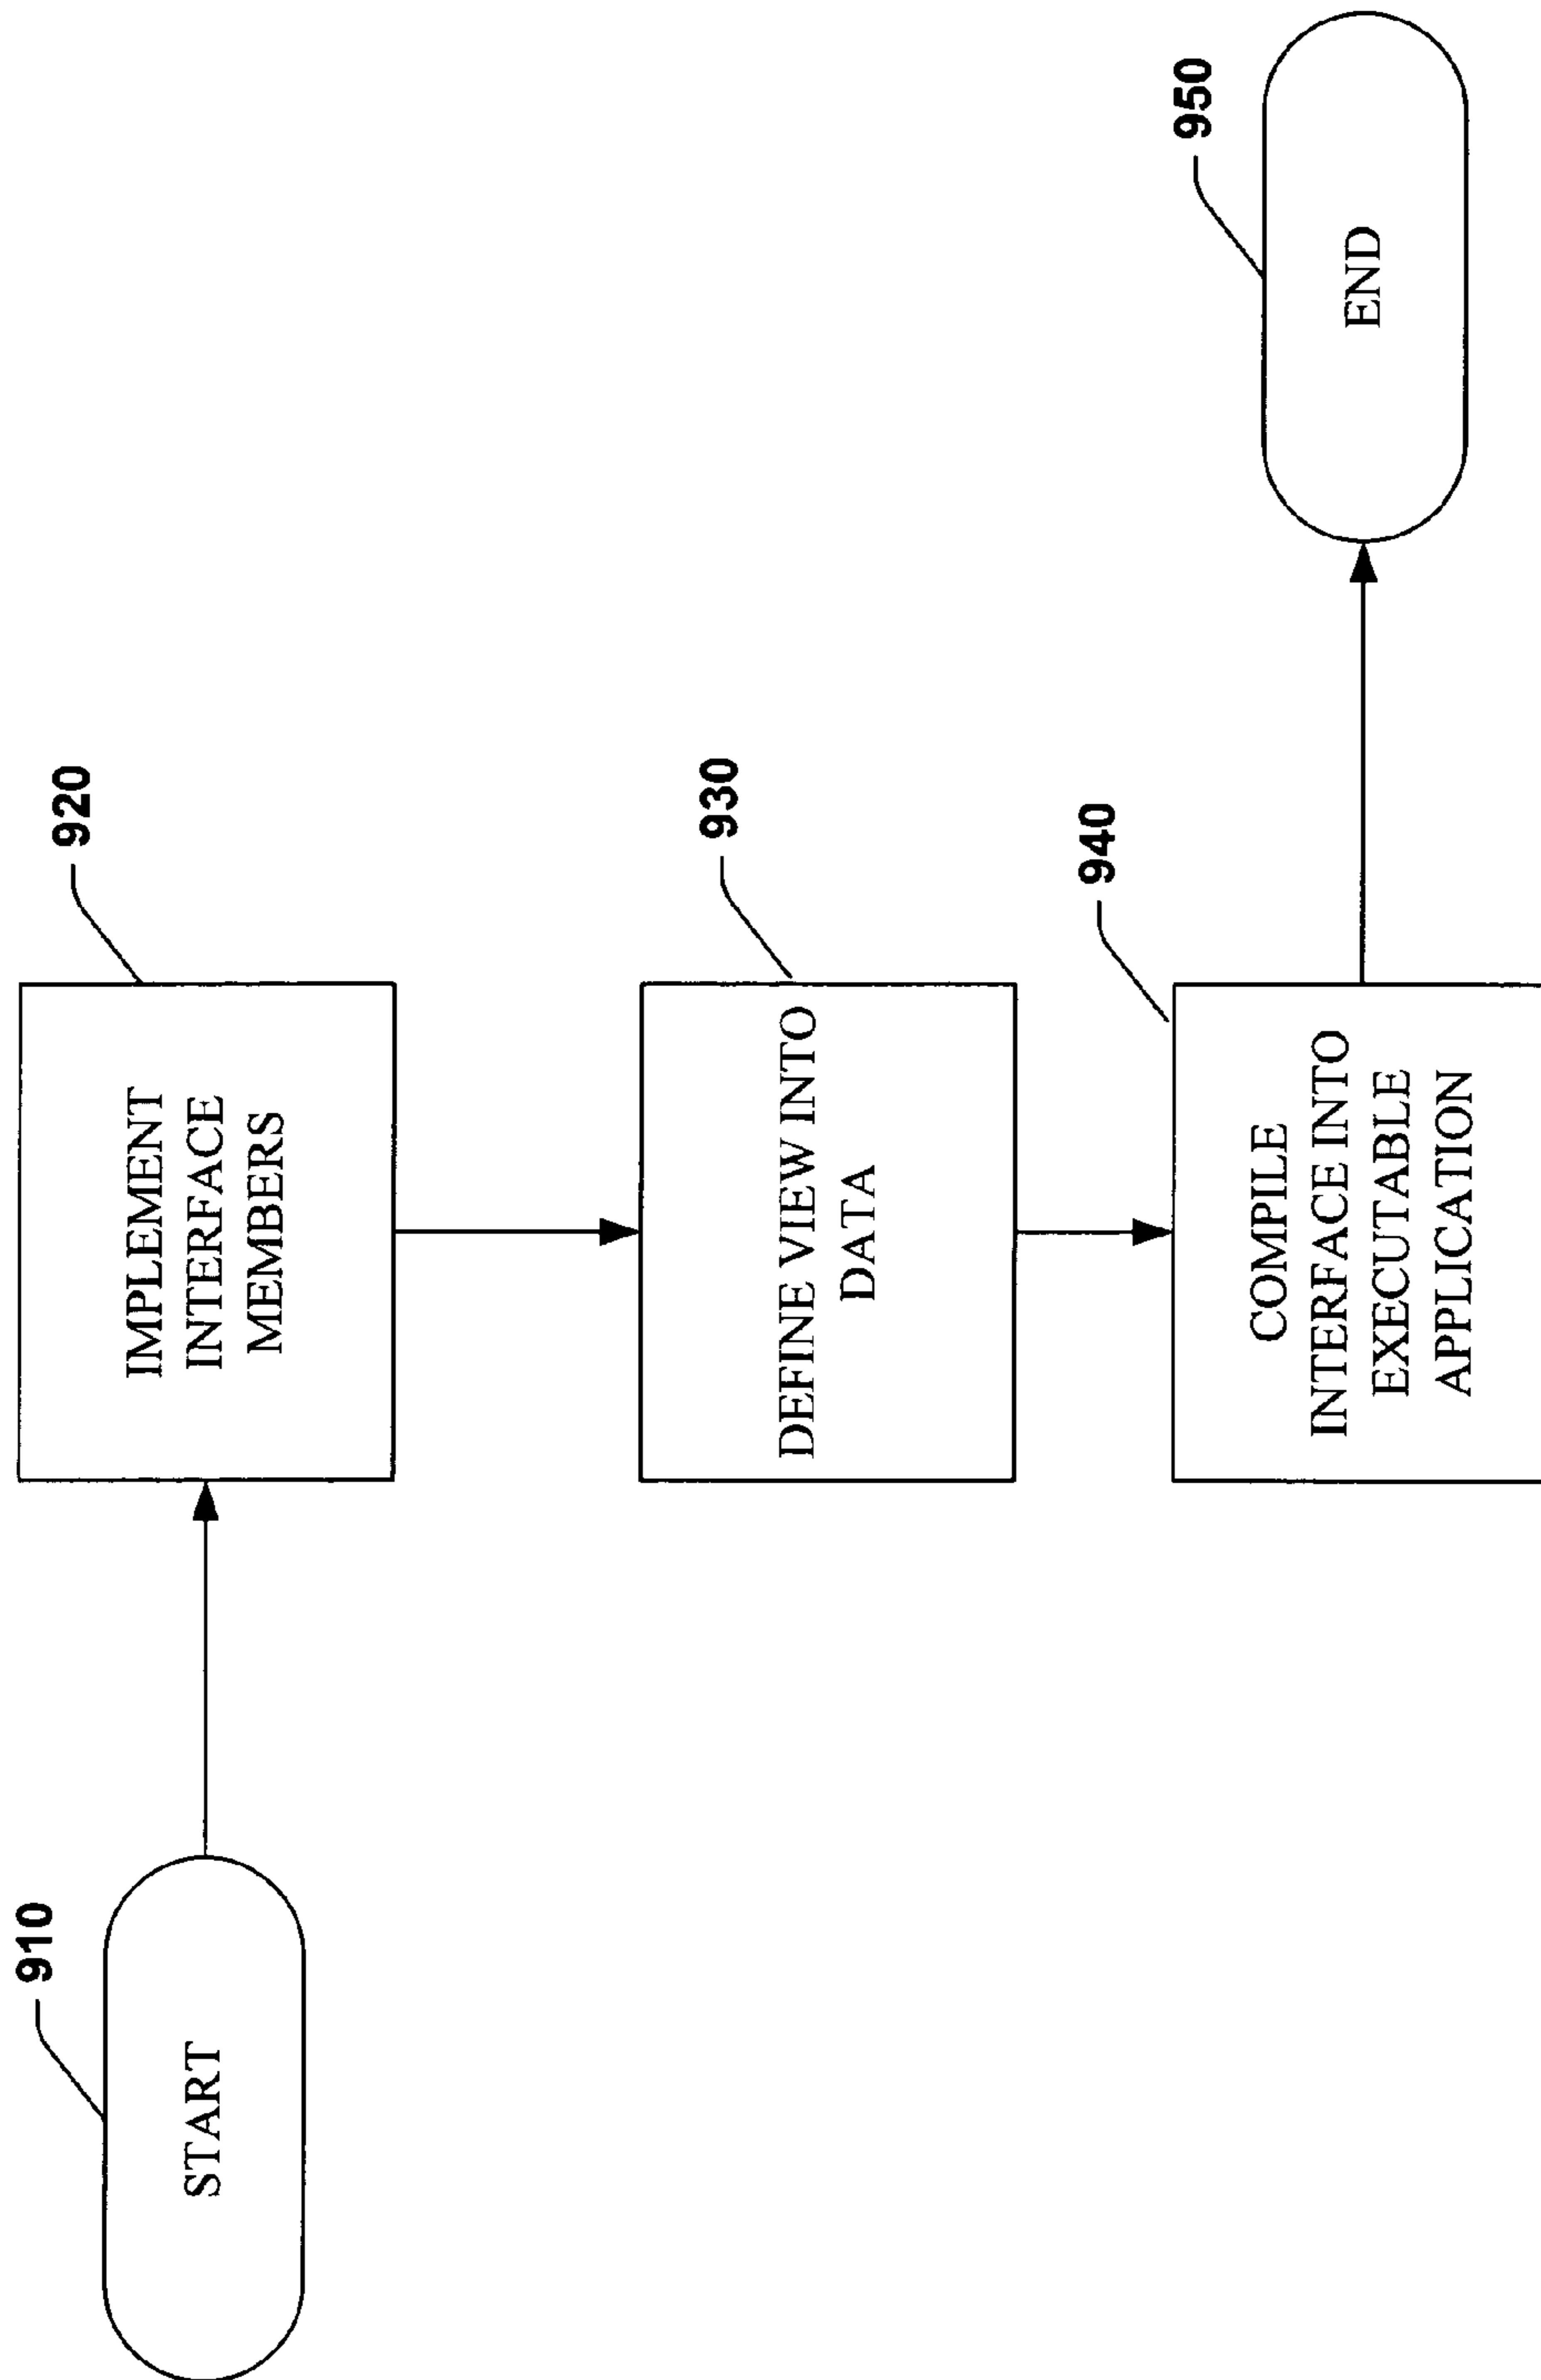 910
START
920
IMPLEMENT
INTERFACE
MEMBERS
930
DEFINE VIEW INTO
DATA
940
COMPILE
INTERFACE INTO
EXECUTABLE
APPLICATION
950
END